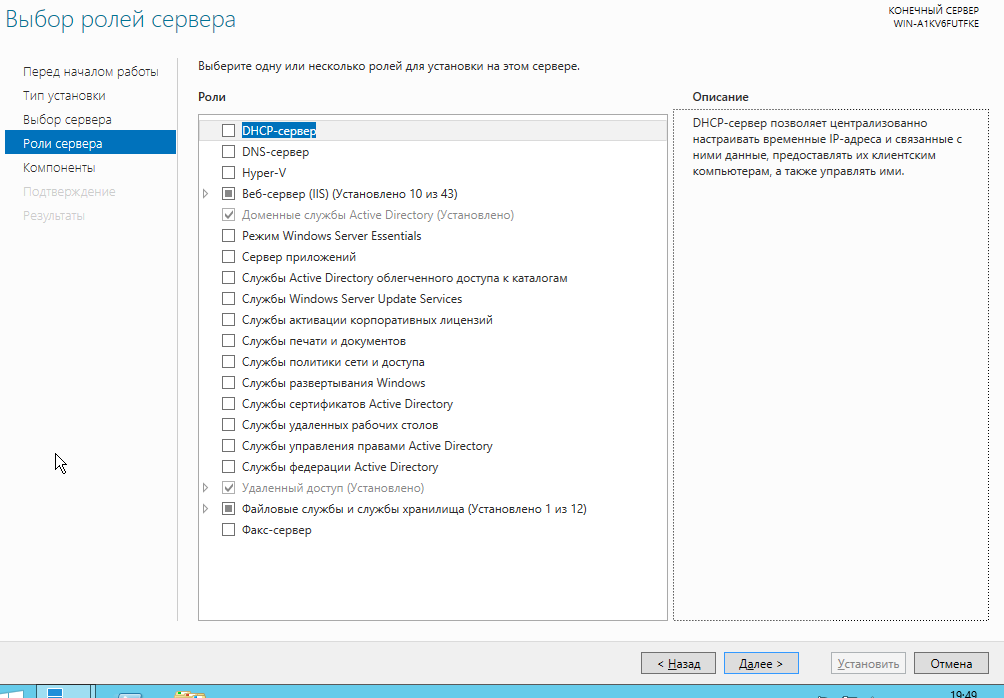 Выбор ролей сервера
КОНЕЧНЫЙ СЕРВЕР
WIN-A1KV6FUTFKE
Перед началом работы
Тип установки
Выбор сервера
Роли сервера
Компоненты
Подтверждение
Результаты
Выберите одну или несколько ролей для установки на этом сервере.
Роли
DHCP-сервер
DNS-сервер
Hyper-V
Веб-сервер (IIS) (Установлено 10 из 43)
Доменные службы Active Directory (Установлено)
Режим Windows Server Essentials
Сервер приложений
Службы Active Directory облегченного доступа к каталогам
Службы Windows Server Update Services
Службы активации корпоративных лицензий
Службы печати и документов
Службы политики сети и доступа
Службы развертывания Windows
Службы сертификатов Active Directory
Службы удаленных рабочих столов
Службы управления правами Active Directory
Службы федерации Active Directory
Удаленный доступ (Установлено)
Файловые службы и службы хранилища (Установлено 1 из 12)
Факс-сервер
Описание
DHCP-сервер позволяет централизованно
настраивать временные IP-адреса и связанные с
ними данные, предоставлять их клиентским
компьютерам, а также управлять ими.
< Назад
Далее >
Установить
Отмена
19:49